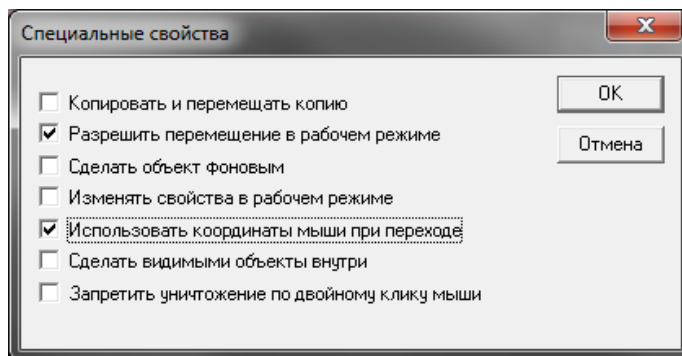 Специальные свойства
Копировать и перемещать копию
OK
Разрешить перемещение в рабочем режиме
Отмена
Сделать объект фоновым
Изменять свойства в рабочем режиме
Использовать координаты мыши при переходе
Сделать видимыми объекты внутри
Запретить уничтожение по двойному клику мыши